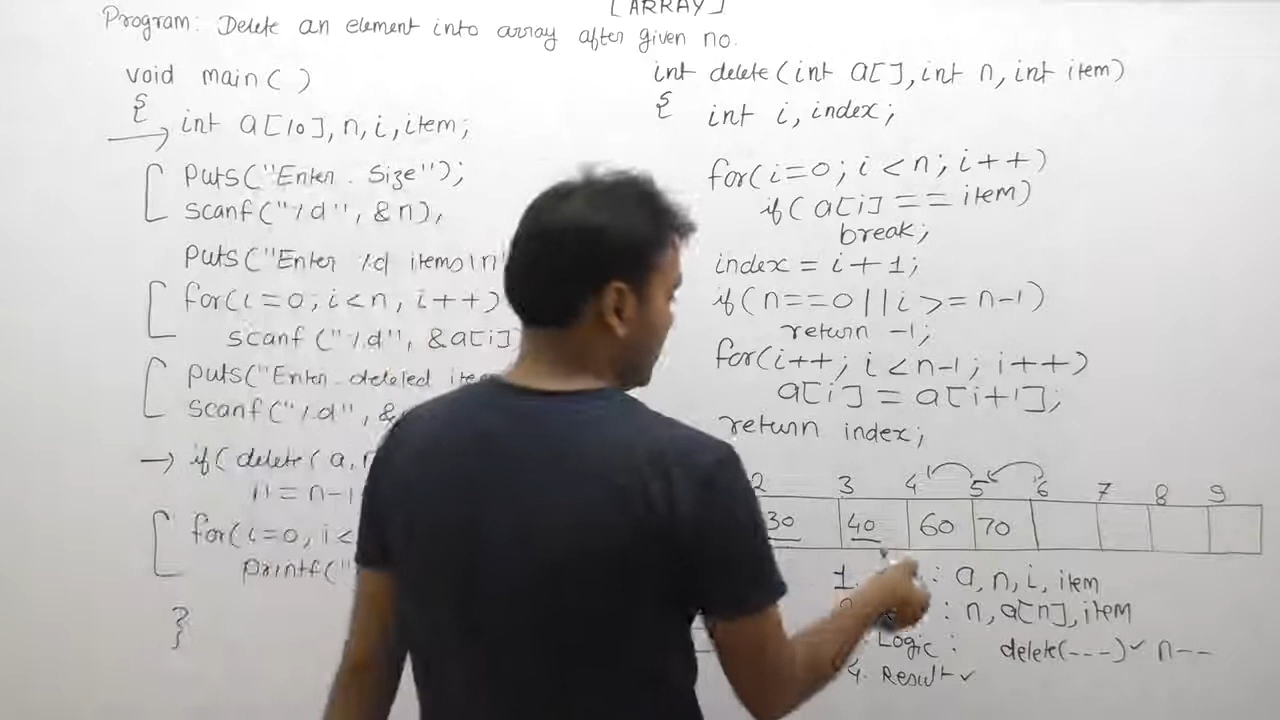 [ARRAY]
Program: Delete an element into array after given no.
void main( )
{ int a[10], n, i, item;
puts("Enter. Size");
scanf("%d", &n),
puts("Enter %d items\n"
for(i=0; i<n, i++)
scanf("%d", &a[i]
puts("Enter deleted ite
scanf("%d", &
→ if( delete( a,
n = n-1
for(i=0, i<
printf("
}
int delete(int a[], int n, int item)
{ int i, index;
for(i=0; i<n; i++)
if( a[i] == item)
break;
index = i+1;
if(n==0||i>=n-1)
return -1;
for(i++; i<n-1; i++)
a[i] = a[i+1];
return index;
2 3 4 5 6 7 8 9
30 40 60 70
1. : a, n, i, item
: n, a[n], item
Logic : delete(---)✓ n--
4. Result ✓